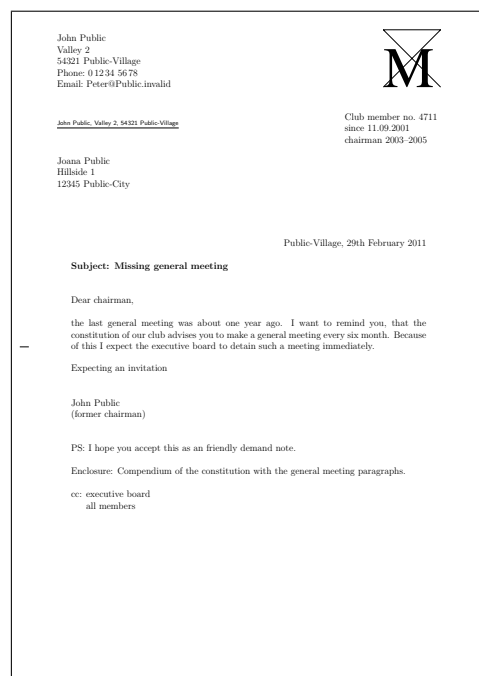 John Public
Valley 2
54321 Public-Village
Phone: 0 12 34 56 78
Email: Peter@Public.invalid
M
John Public, Valley 2, 54321 Public-Village
Club member no. 4711
since 11.09.2001
chairman 2003–2005
Joana Public
Hillside 1
12345 Public-City
Public-Village, 29th February 2011
Subject: Missing general meeting
Dear chairman,
the last general meeting was about one year ago. I want to remind you, that the
constitution of our club advises you to make a general meeting every six month. Because
of this I expect the executive board to detain such a meeting immediately.
Expecting an invitation
John Public
(former chairman)
PS: I hope you accept this as an friendly demand note.
Enclosure: Compendium of the constitution with the general meeting paragraphs.
cc: executive board
all members